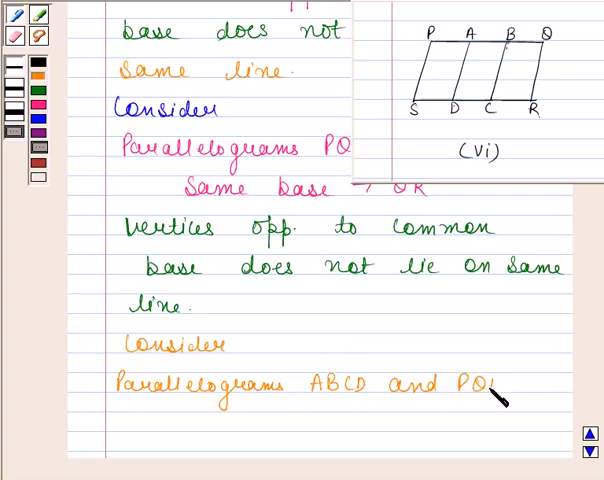 base does not
same line.
Consider
Parallelograms PQ
Same base → QR
Vertices opp. to common
base does not lie on same
line.
Consider
Parallelograms ABCD and PQ
P A B Q
S D C R
(Vi)